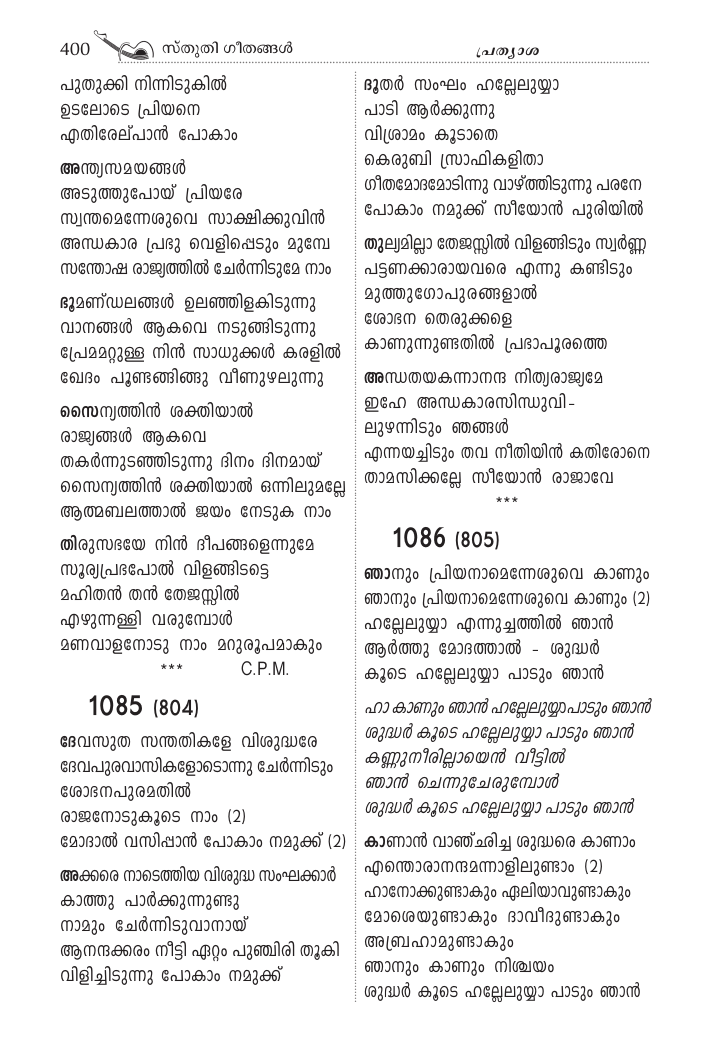 400 സ്തുതി ഗീതങ്ങൾ
പ്രത്യാശ
പുതുക്കി നിന്നിടുകിൽ
ഉടലോടെ പ്രിയനെ
എതിരേല്പാൻ പോകാം
അന്ത്യസമയങ്ങൾ
അടുത്തുപോയ് പ്രിയരേ
സ്വന്തമെന്നേശുവെ സാക്ഷിക്കുവിൻ
അന്ധകാര പ്രഭു വെളിപ്പെടും മുമ്പേ
സന്തോഷ രാജ്യത്തിൽ ചേർന്നിടുമേ നാം
ഭൂമണ്ഡലങ്ങൾ ഉലഞ്ഞിളകിടുന്നു
വാനങ്ങൾ ആകവെ നടുങ്ങിടുന്നു
പ്രേമമറ്റുള്ള നിൻ സാധുക്കൾ കരളിൽ
ഖേദം പൂണ്ടങ്ങിങ്ങു വീണുഴലുന്നു
സൈന്യത്തിൻ ശക്തിയാൽ
രാജ്യങ്ങൾ ആകവെ
തകർന്നുടഞ്ഞിടുന്നു ദിനം ദിനമായ്
സൈന്യത്തിൻ ശക്തിയാൽ ഒന്നിലുമല്ലേ
ആത്മബലത്താൽ ജയം നേടുക നാം
തിരുസഭയേ നിൻ ദീപങ്ങളെന്നുമേ
സൂര്യപ്രഭപോൽ വിളങ്ങിടട്ടെ
മഹിതൻ തൻ തേജസ്സിൽ
എഴുന്നള്ളി വരുമ്പോൾ
മണവാളനോടു നാം മറുരൂപമാകും
*** C.P.M.
1085 (804)
ദേവസുത സന്തതികളേ വിശുദ്ധരേ
ദേവപുരവാസികളോടൊന്നു ചേർന്നിടും
ശോഭനപുരമതിൽ
രാജനോടുകൂടെ നാം (2)
മോദാൽ വസിപ്പാൻ പോകാം നമുക്ക് (2)
അക്കരെ നാടെത്തിയ വിശുദ്ധ സംഘക്കാർ
കാത്തു പാർക്കുന്നുണ്ടു
നാമും ചേർന്നിടുവാനായ്
ആനന്ദക്കരം നീട്ടി ഏറ്റം പുഞ്ചിരി തൂകി
വിളിച്ചിടുന്നു പോകാം നമുക്ക്
ദൂതർ സംഘം ഹല്ലേലുയ്യാ
പാടി ആർക്കുന്നു
വിശ്രാമം കൂടാതെ
കെരുബി സ്രാഫികളിതാ
ഗീതമോദമോടിന്നു വാഴ്ത്തിടുന്നു പരനേ
പോകാം നമുക്ക് സീയോൻ പുരിയിൽ
തുല്യമില്ലാ തേജസ്സിൽ വിളങ്ങിടും സ്വർണ്ണ
പട്ടണക്കാരായവരെ എന്നു കണ്ടിടും
മുത്തുഗോപുരങ്ങളാൽ
ശോഭന തെരുക്കളെ
കാണുന്നുണ്ടതിൽ പ്രഭാപൂരത്തെ
അന്ധതയകന്നാനന്ദ നിത്യരാജ്യമേ
ഇഹേ അന്ധകാരസിന്ധുവി-
ലുഴന്നിടും ഞങ്ങൾ
എന്നയച്ചിടും തവ നീതിയിൻ കതിരോനെ
താമസിക്കല്ലേ സീയോൻ രാജാവേ
***
1086 (805)
ഞാനും പ്രിയനാമെന്നേശുവെ കാണും
ഞാനും പ്രിയനാമെന്നേശുവെ കാണും (2)
ഹല്ലേലുയ്യാ എന്നുച്ചത്തിൽ ഞാൻ
ആർത്തു മോദത്താൽ - ശുദ്ധർ
കൂടെ ഹല്ലേലുയ്യാ പാടും ഞാൻ
ഹാ കാണും ഞാൻ ഹല്ലേലുയ്യാപാടും ഞാൻ
ശുദ്ധർ കൂടെ ഹല്ലേലുയ്യാ പാടും ഞാൻ
കണ്ണുനീരില്ലായെൻ വീട്ടിൽ
ഞാൻ ചെന്നുചേരുമ്പോൾ
ശുദ്ധർ കൂടെ ഹല്ലേലുയ്യാ പാടും ഞാൻ
കാണാൻ വാഞ്ഛിച്ച ശുദ്ധരെ കാണാം
എന്തൊരാനന്ദമന്നാളിലുണ്ടാം (2)
ഹാനോക്കുണ്ടാകും ഏലിയാവുണ്ടാകും
മോശെയുണ്ടാകും ദാവീദുണ്ടാകും
അബ്രഹാമുണ്ടാകും
ഞാനും കാണും നിശ്ചയം
ശുദ്ധർ കൂടെ ഹല്ലേലുയ്യാ പാടും ഞാൻ